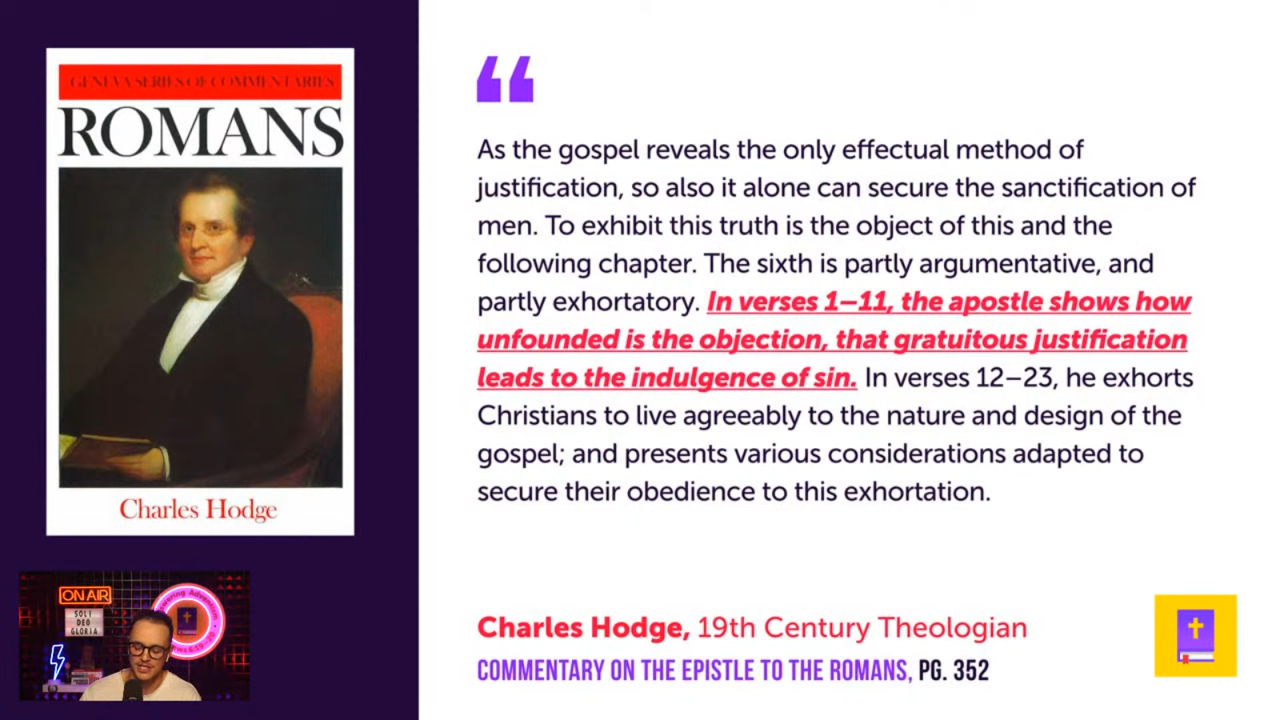 GENEVA SERIES OF COMMENTARIES
ROMANS
Charles Hodge
As the gospel reveals the only effectual method of
justification, so also it alone can secure the sanctification of
men. To exhibit this truth is the object of this and the
following chapter. The sixth is partly argumentative, and
partly exhortatory. In verses 1–11, the apostle shows how
unfounded is the objection, that gratuitous justification
leads to the indulgence of sin. In verses 12–23, he exhorts
Christians to live agreeably to the nature and design of the
gospel; and presents various considerations adapted to
secure their obedience to this exhortation.
Charles Hodge, 19th Century Theologian
COMMENTARY ON THE EPISTLE TO THE ROMANS, PG. 352
ON AIR
SOLI
DEO
GLORIA